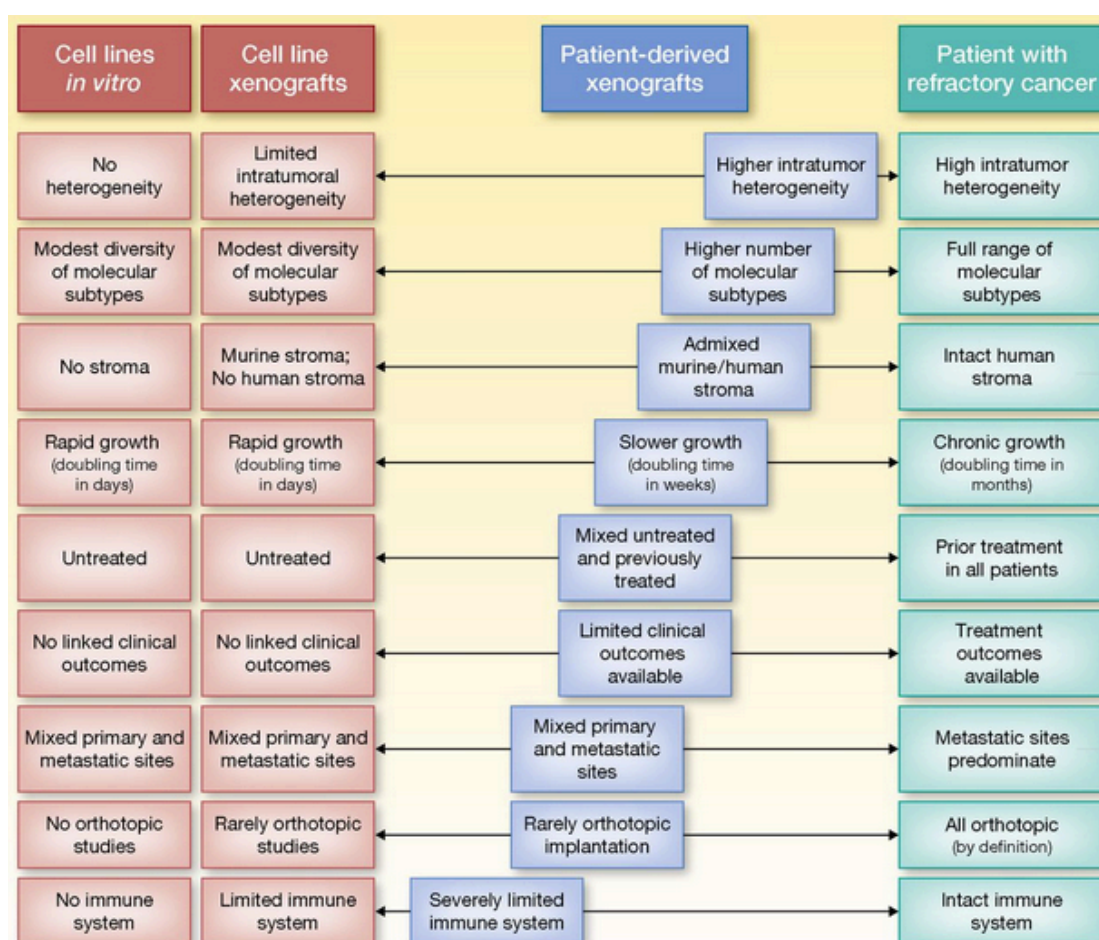 Cell lines
in vitro
Cell line
xenografts
Patient-derived
xenografts
Patient with
refractory cancer
No
heterogeneity
Limited
intratumoral
heterogeneity
Higher intratumor
heterogeneity
High intratumor
heterogeneity
Modest diversity
of molecular
subtypes
Modest diversity
of molecular
subtypes
Higher number
of molecular
subtypes
Full range of
molecular
subtypes
No stroma
Murine stroma;
No human stroma
Admixed
murine/human
stroma
Intact human
stroma
Rapid growth
(doubling time
in days)
Rapid growth
(doubling time
in days)
Slower growth
(doubling time
in weeks)
Chronic growth
(doubling time in
months)
Untreated
Untreated
Mixed untreated
and previously
treated
Prior treatment
in all patients
No linked clinical
outcomes
No linked clinical
outcomes
Limited clinical
outcomes
available
Treatment
outcomes
available
Mixed primary and
metastatic sites
Mixed primary and
metastatic sites
Mixed primary
and metastatic
sites
Metastatic sites
predominate
No orthotopic
studies
Rarely orthotopic
studies
Rarely orthotopic
implantation
All orthotopic
(by definition)
No immune
system
Limited immune
system
Severely limited
immune system
Intact immune
system